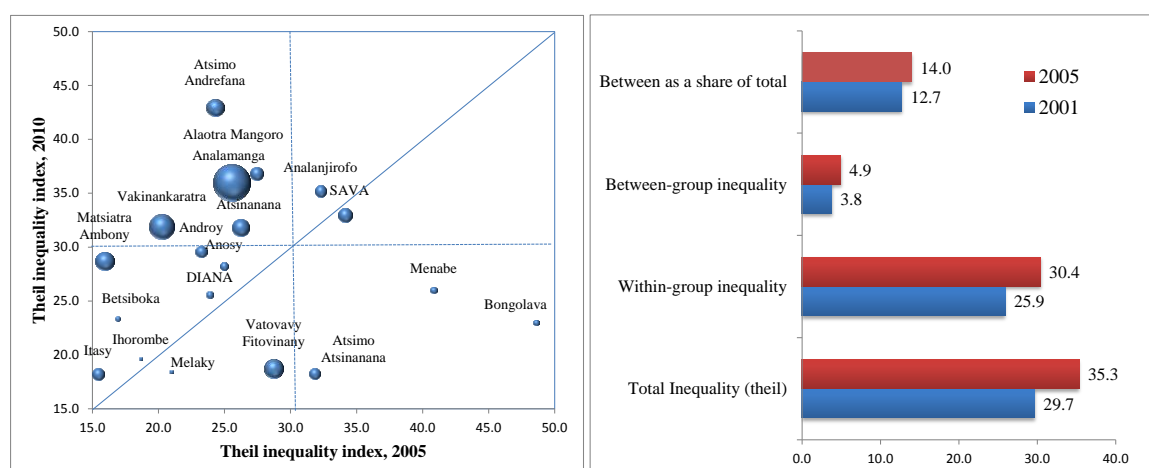 50.0
45.0
40.0
35.0
30.0
25.0
20.0
15.0
Theil inequality index, 2010
Atsimo
Andrefana
Alaotra Mangoro
Analamanga
Analanjirofo
Vakinankaratra
SAVA
Atsinanana
Matsiatra
Ambony
Androy
Anosy
DIANA
Menabe
Betsiboka
Bongolava
Vatovavy
Fitovinany
Ihorombe
Atsimo
Atsinanana
Itasy
Melaky
15.0 20.0 25.0 30.0 35.0 40.0 45.0 50.0
Theil inequality index, 2005
Between as a share of total
14.0
12.7
2005
2001
Between-group inequality
4.9
3.8
Within-group inequality
30.4
25.9
Total Inequality (theil)
35.3
29.7
0.0 10.0 20.0 30.0 40.0